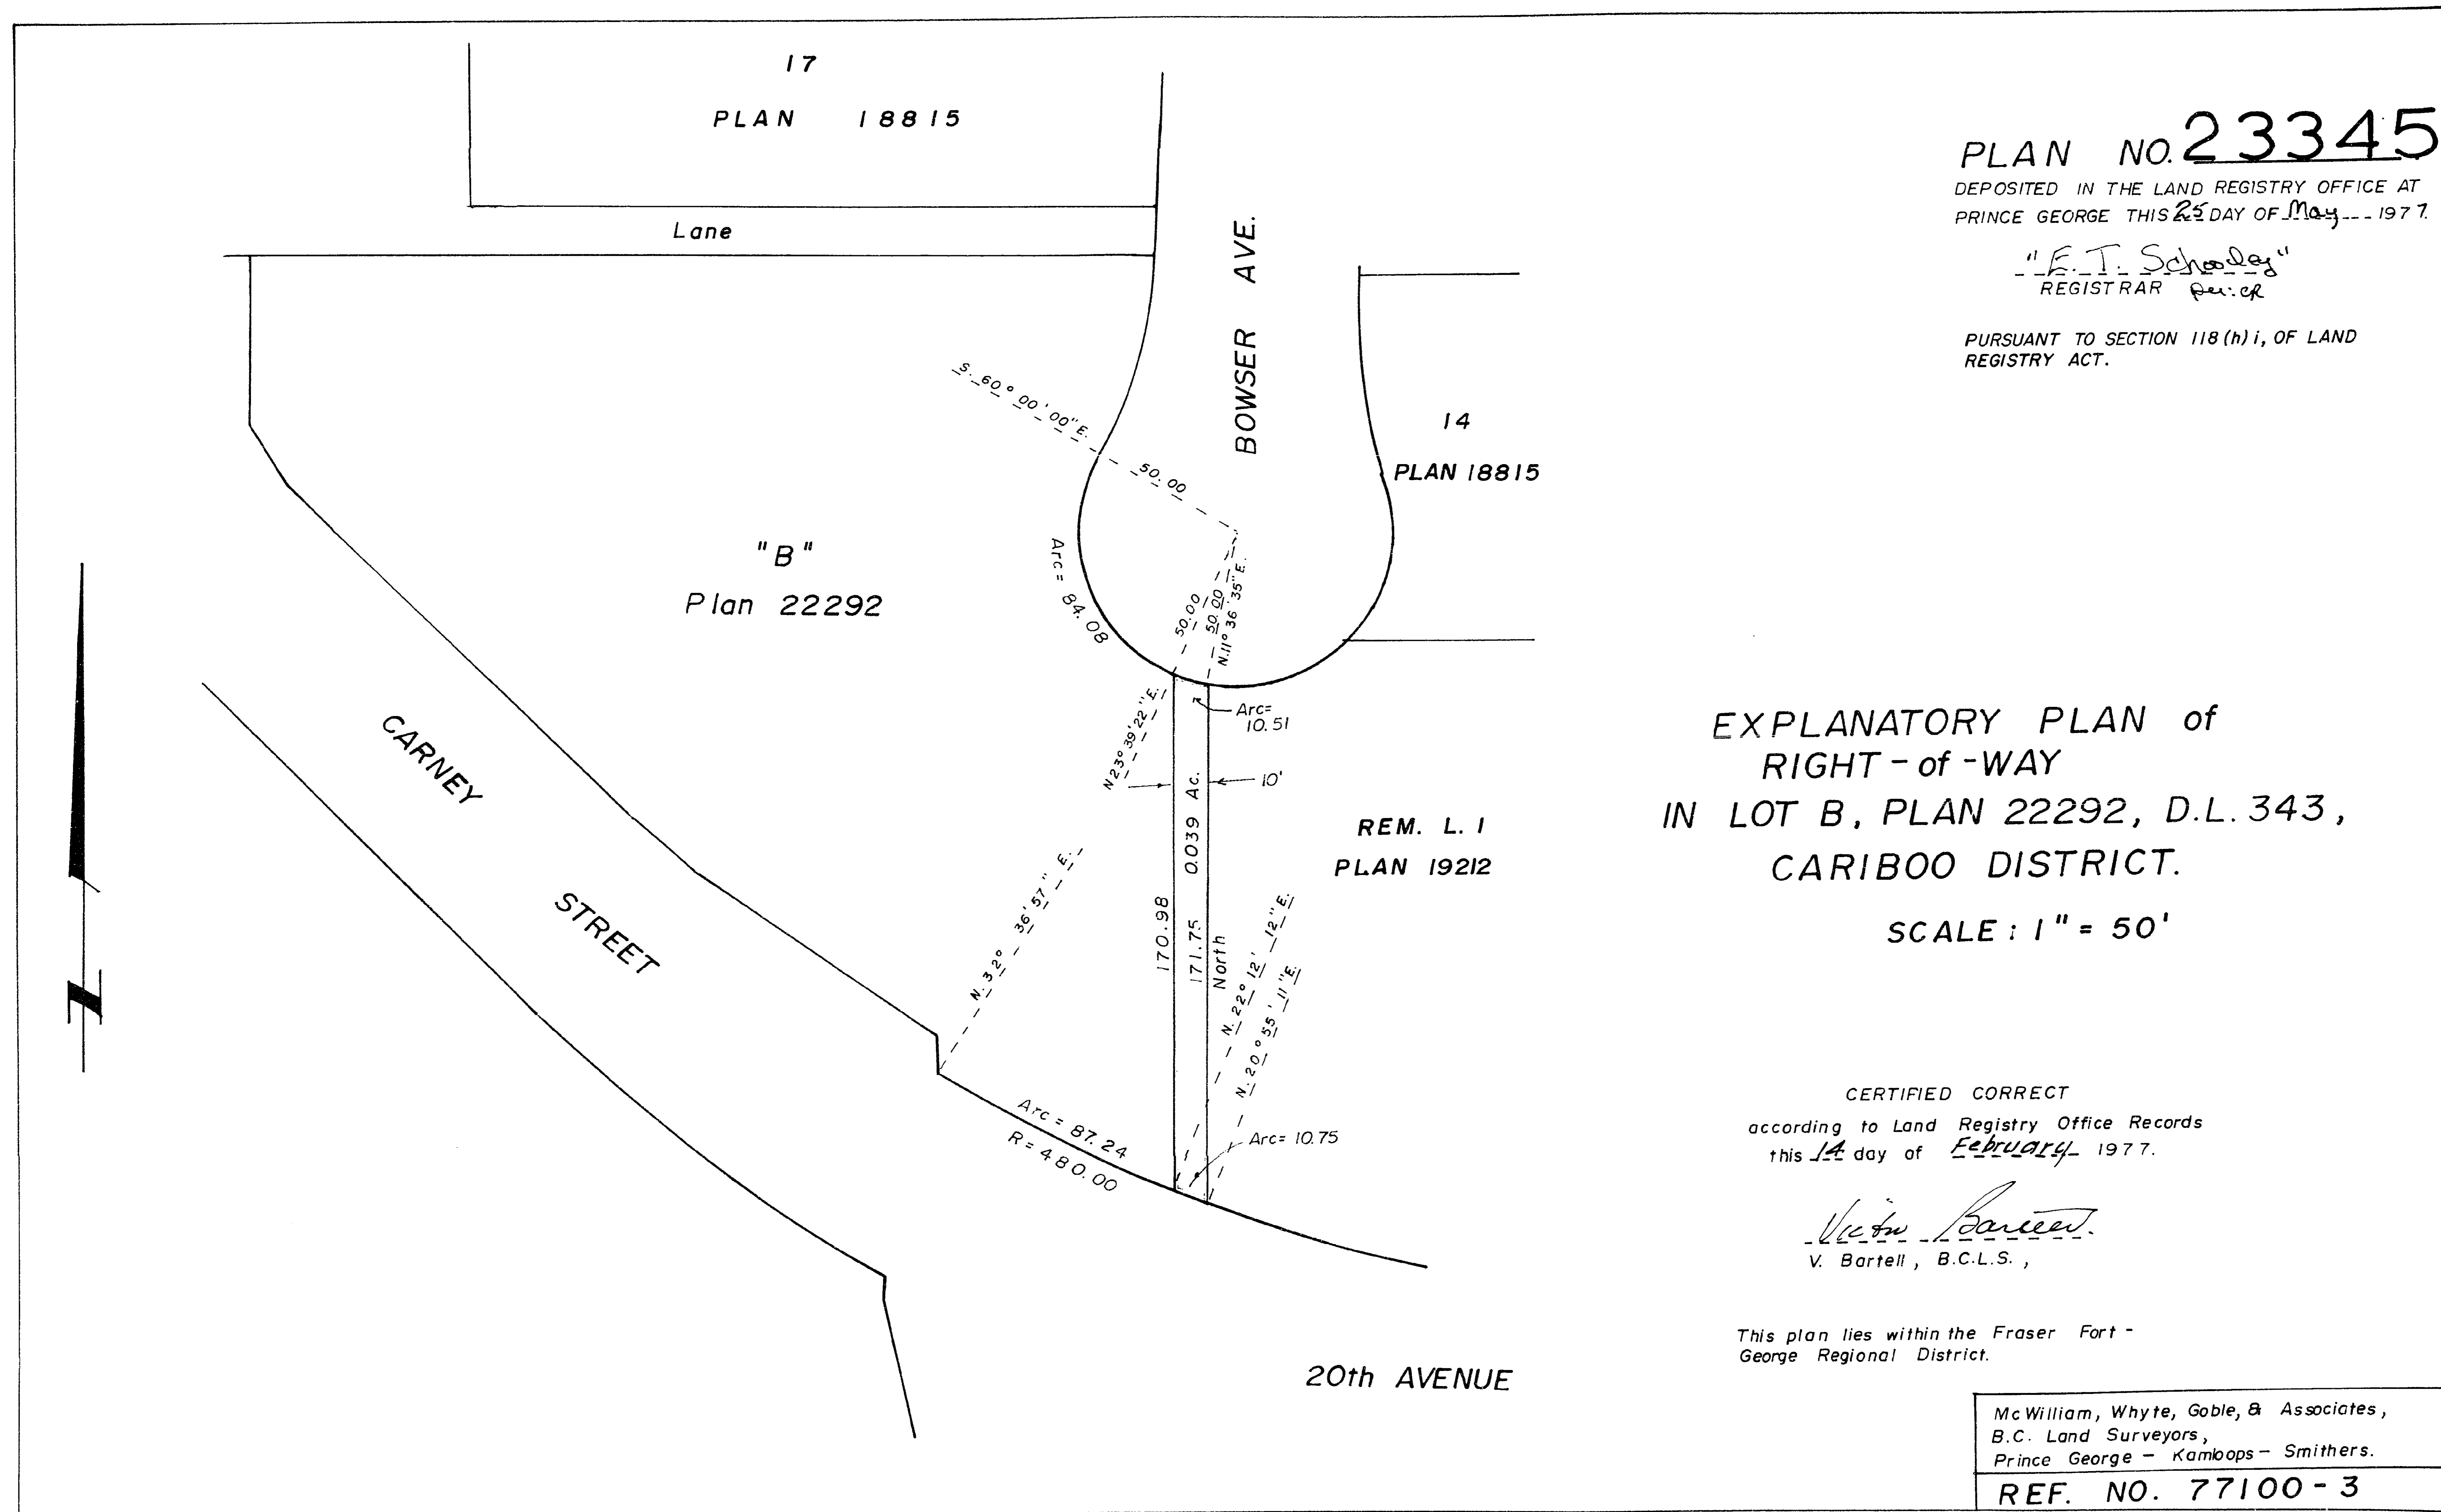 17
PLAN 18815
Lane
BOWSER AVE.
PLAN NO. 23345
DEPOSITED IN THE LAND REGISTRY OFFICE AT
PRINCE GEORGE THIS 25 DAY OF May 1977.
"E. T. Schooley"
REGISTRAR
PURSUANT TO SECTION 118 (h) i, OF LAND
REGISTRY ACT.
S. 60° 00' 00" E.
50.00
14
PLAN 18815
"B"
Plan 22292
Arc = 84.08
50.00
50.00
N. 11° 36' 35" E.
N 23° 39' 22" E.
Arc=
10.51
10'
0.039 Ac.
170.98
171.75
North
REM. L. 1
PLAN 19212
CARNEY
STREET
N. 32° 36' 57" E.
N. 22° 12' 12" E.
N. 20° 55' 11" E.
Arc = 87.24
R = 480.00
Arc = 10.75
20th AVENUE
N
EXPLANATORY PLAN of
RIGHT-of-WAY
IN LOT B, PLAN 22292, D.L. 343,
CARIBOO DISTRICT.
SCALE : 1" = 50'
CERTIFIED CORRECT
according to Land Registry Office Records
this 14 day of February 1977.
V. Bartell, B.C.L.S.,
This plan lies within the Fraser Fort-
George Regional District.
McWilliam, Whyte, Goble, & Associates,
B.C. Land Surveyors,
Prince George - Kamloops - Smithers.
REF. NO. 77100-3